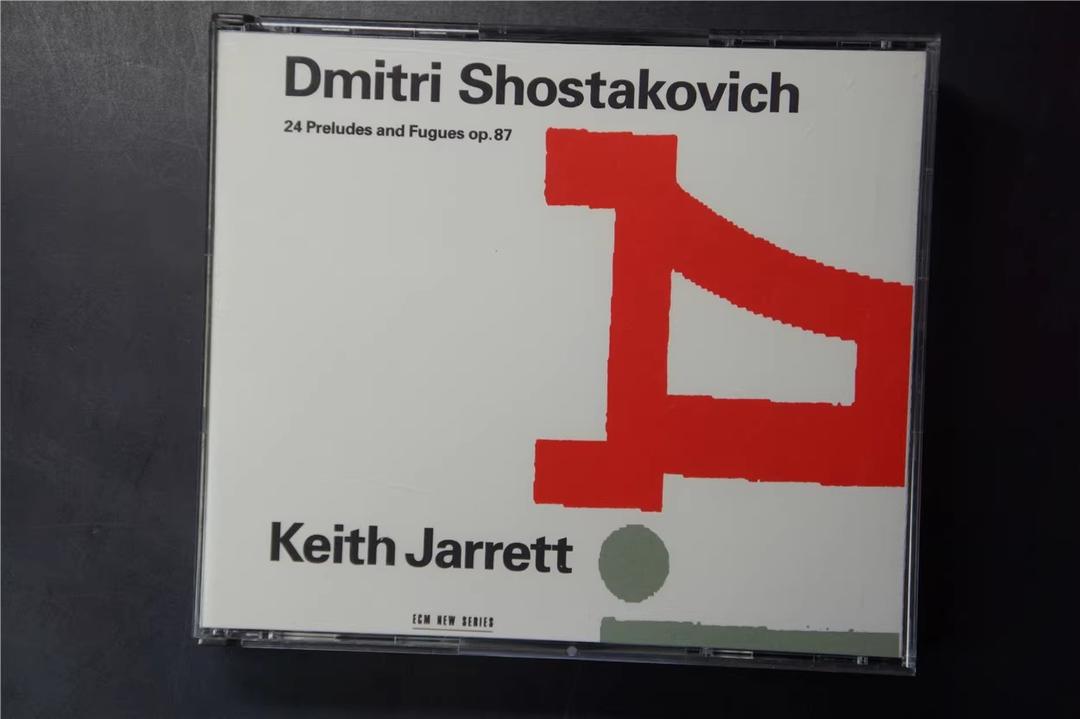 Dmitri Shostakovich
24 Preludes and Fugues op.87
Keith Jarrett
ECM NEW SERIES